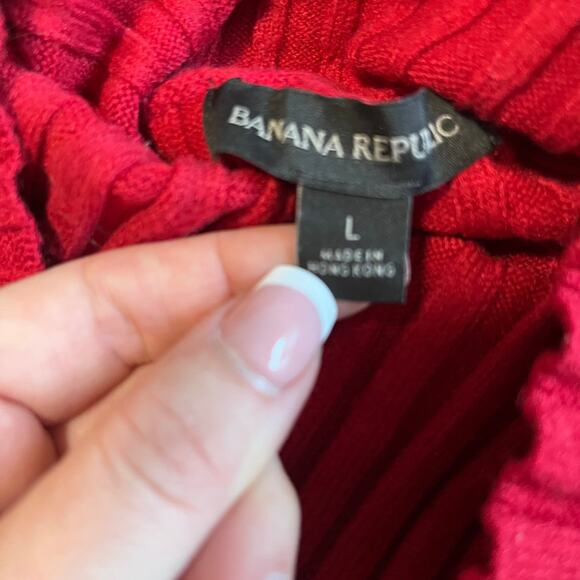 BANANA REPUBLIC
L
MADE IN
HONG KONG